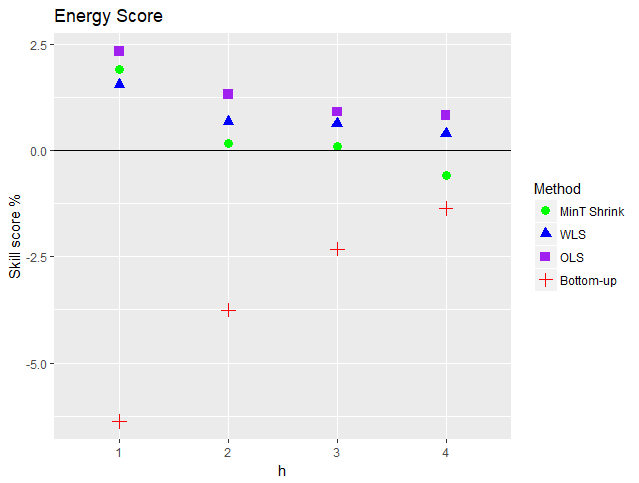 Energy Score
2.5
0.0
-2.5
-5.0
Skill score %
1 2 3 4
h
Method
MinT Shrink
WLS
OLS
Bottom-up